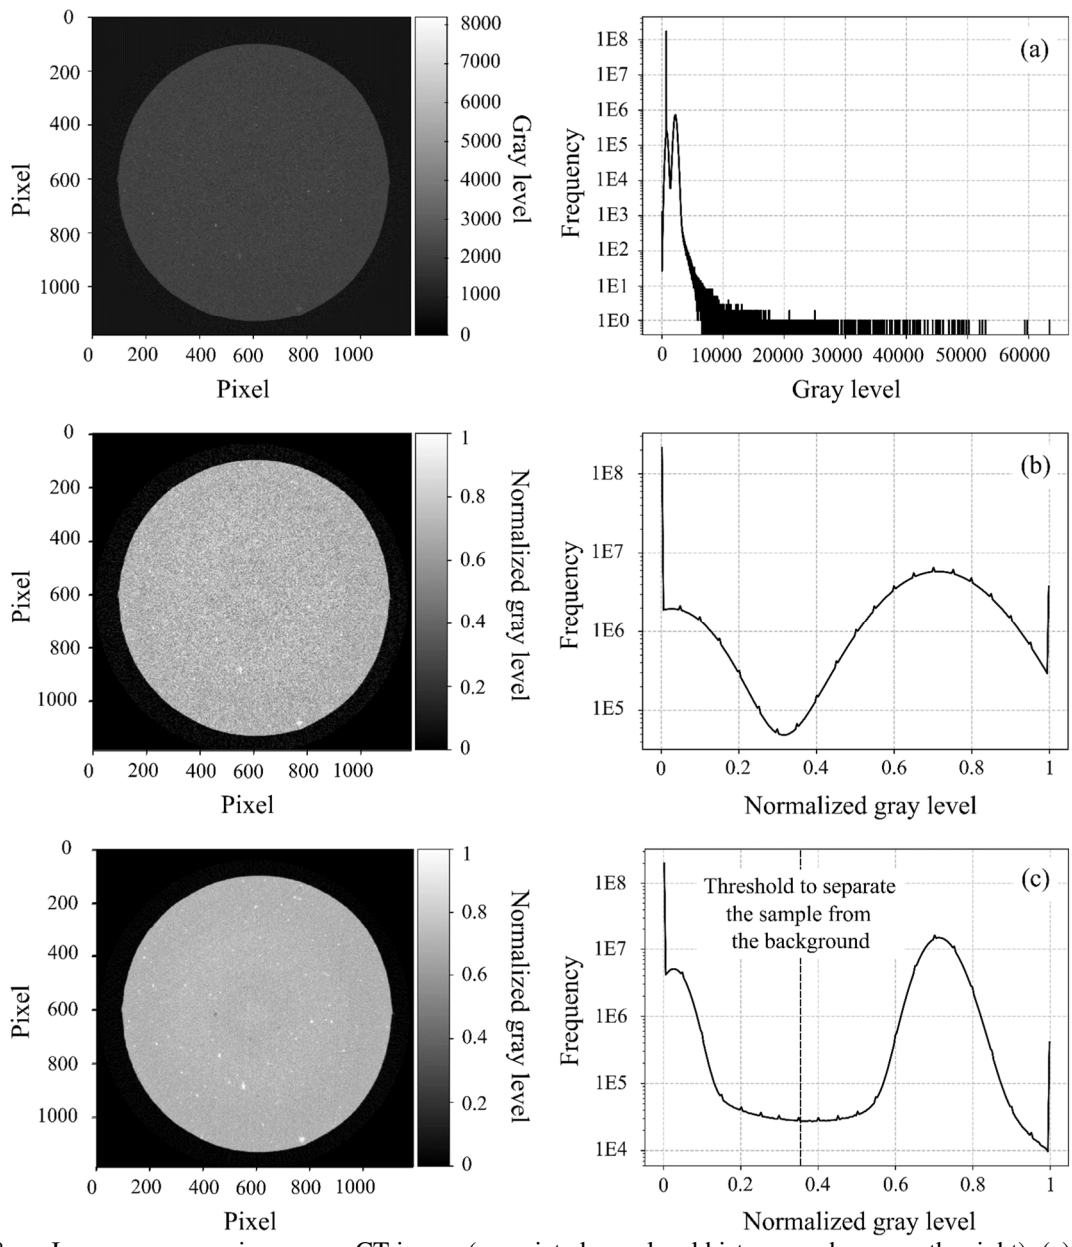 0
200
400
600
800
1000
Pixel
0 200 400 600 800 1000
Pixel
8000
7000
6000
5000
4000
3000
2000
1000
0
Gray level
(a)
1E8
1E7
1E6
1E5
1E4
1E3
1E2
1E1
1E0
Frequency
0 10000 20000 30000 40000 50000 60000
Gray level
0
200
400
600
800
1000
Pixel
0 200 400 600 800 1000
Pixel
1
0.8
0.6
0.4
0.2
0
Normalized gray level
(b)
1E8
1E7
1E6
1E5
Frequency
0 0.2 0.4 0.6 0.8 1
Normalized gray level
0
200
400
600
800
1000
Pixel
0 200 400 600 800 1000
Pixel
1
0.8
0.6
0.4
0.2
0
Normalized gray level
(c)
Threshold to separate
the sample from
the background
1E8
1E7
1E6
1E5
1E4
Frequency
0 0.2 0.4 0.6 0.8 1
Normalized gray level